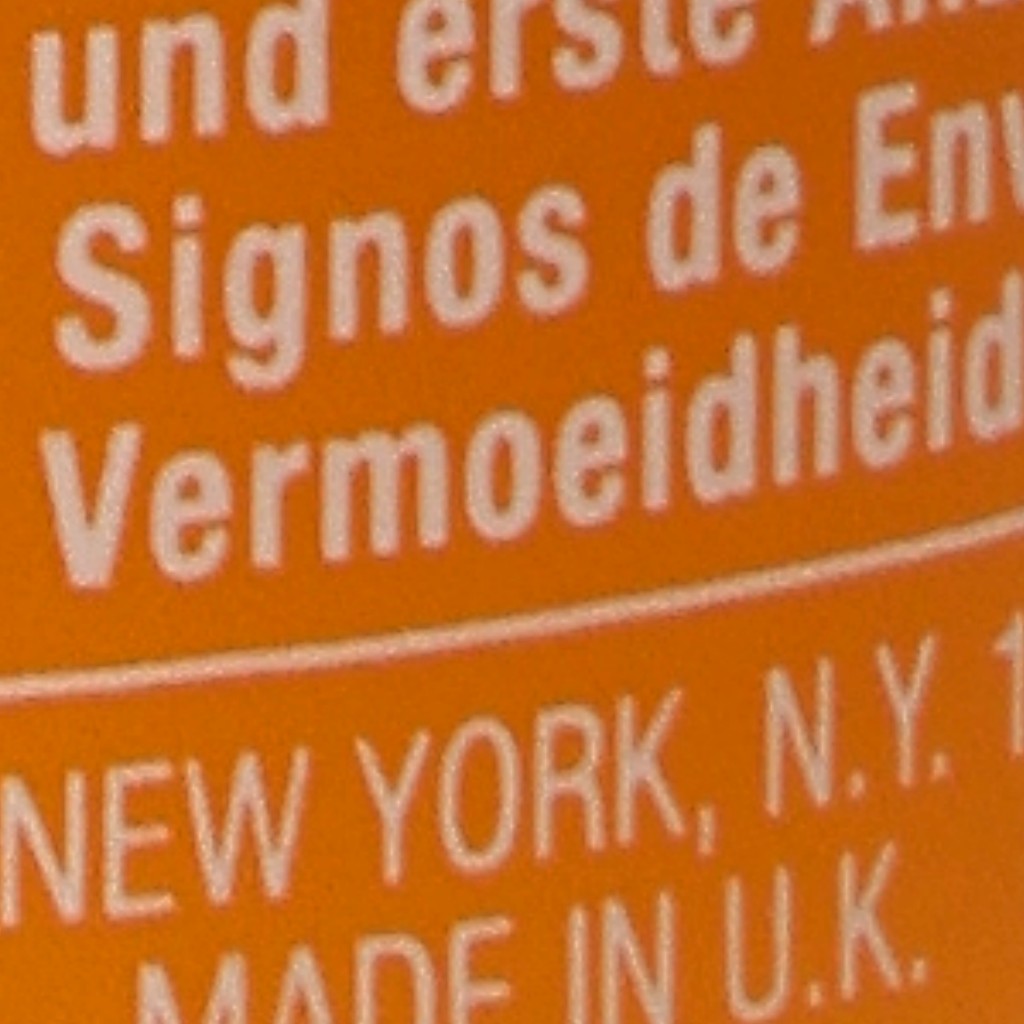 und erste
Signos de
Vermoeidheid
NEW YORK, N.Y.
MADE IN U.K.